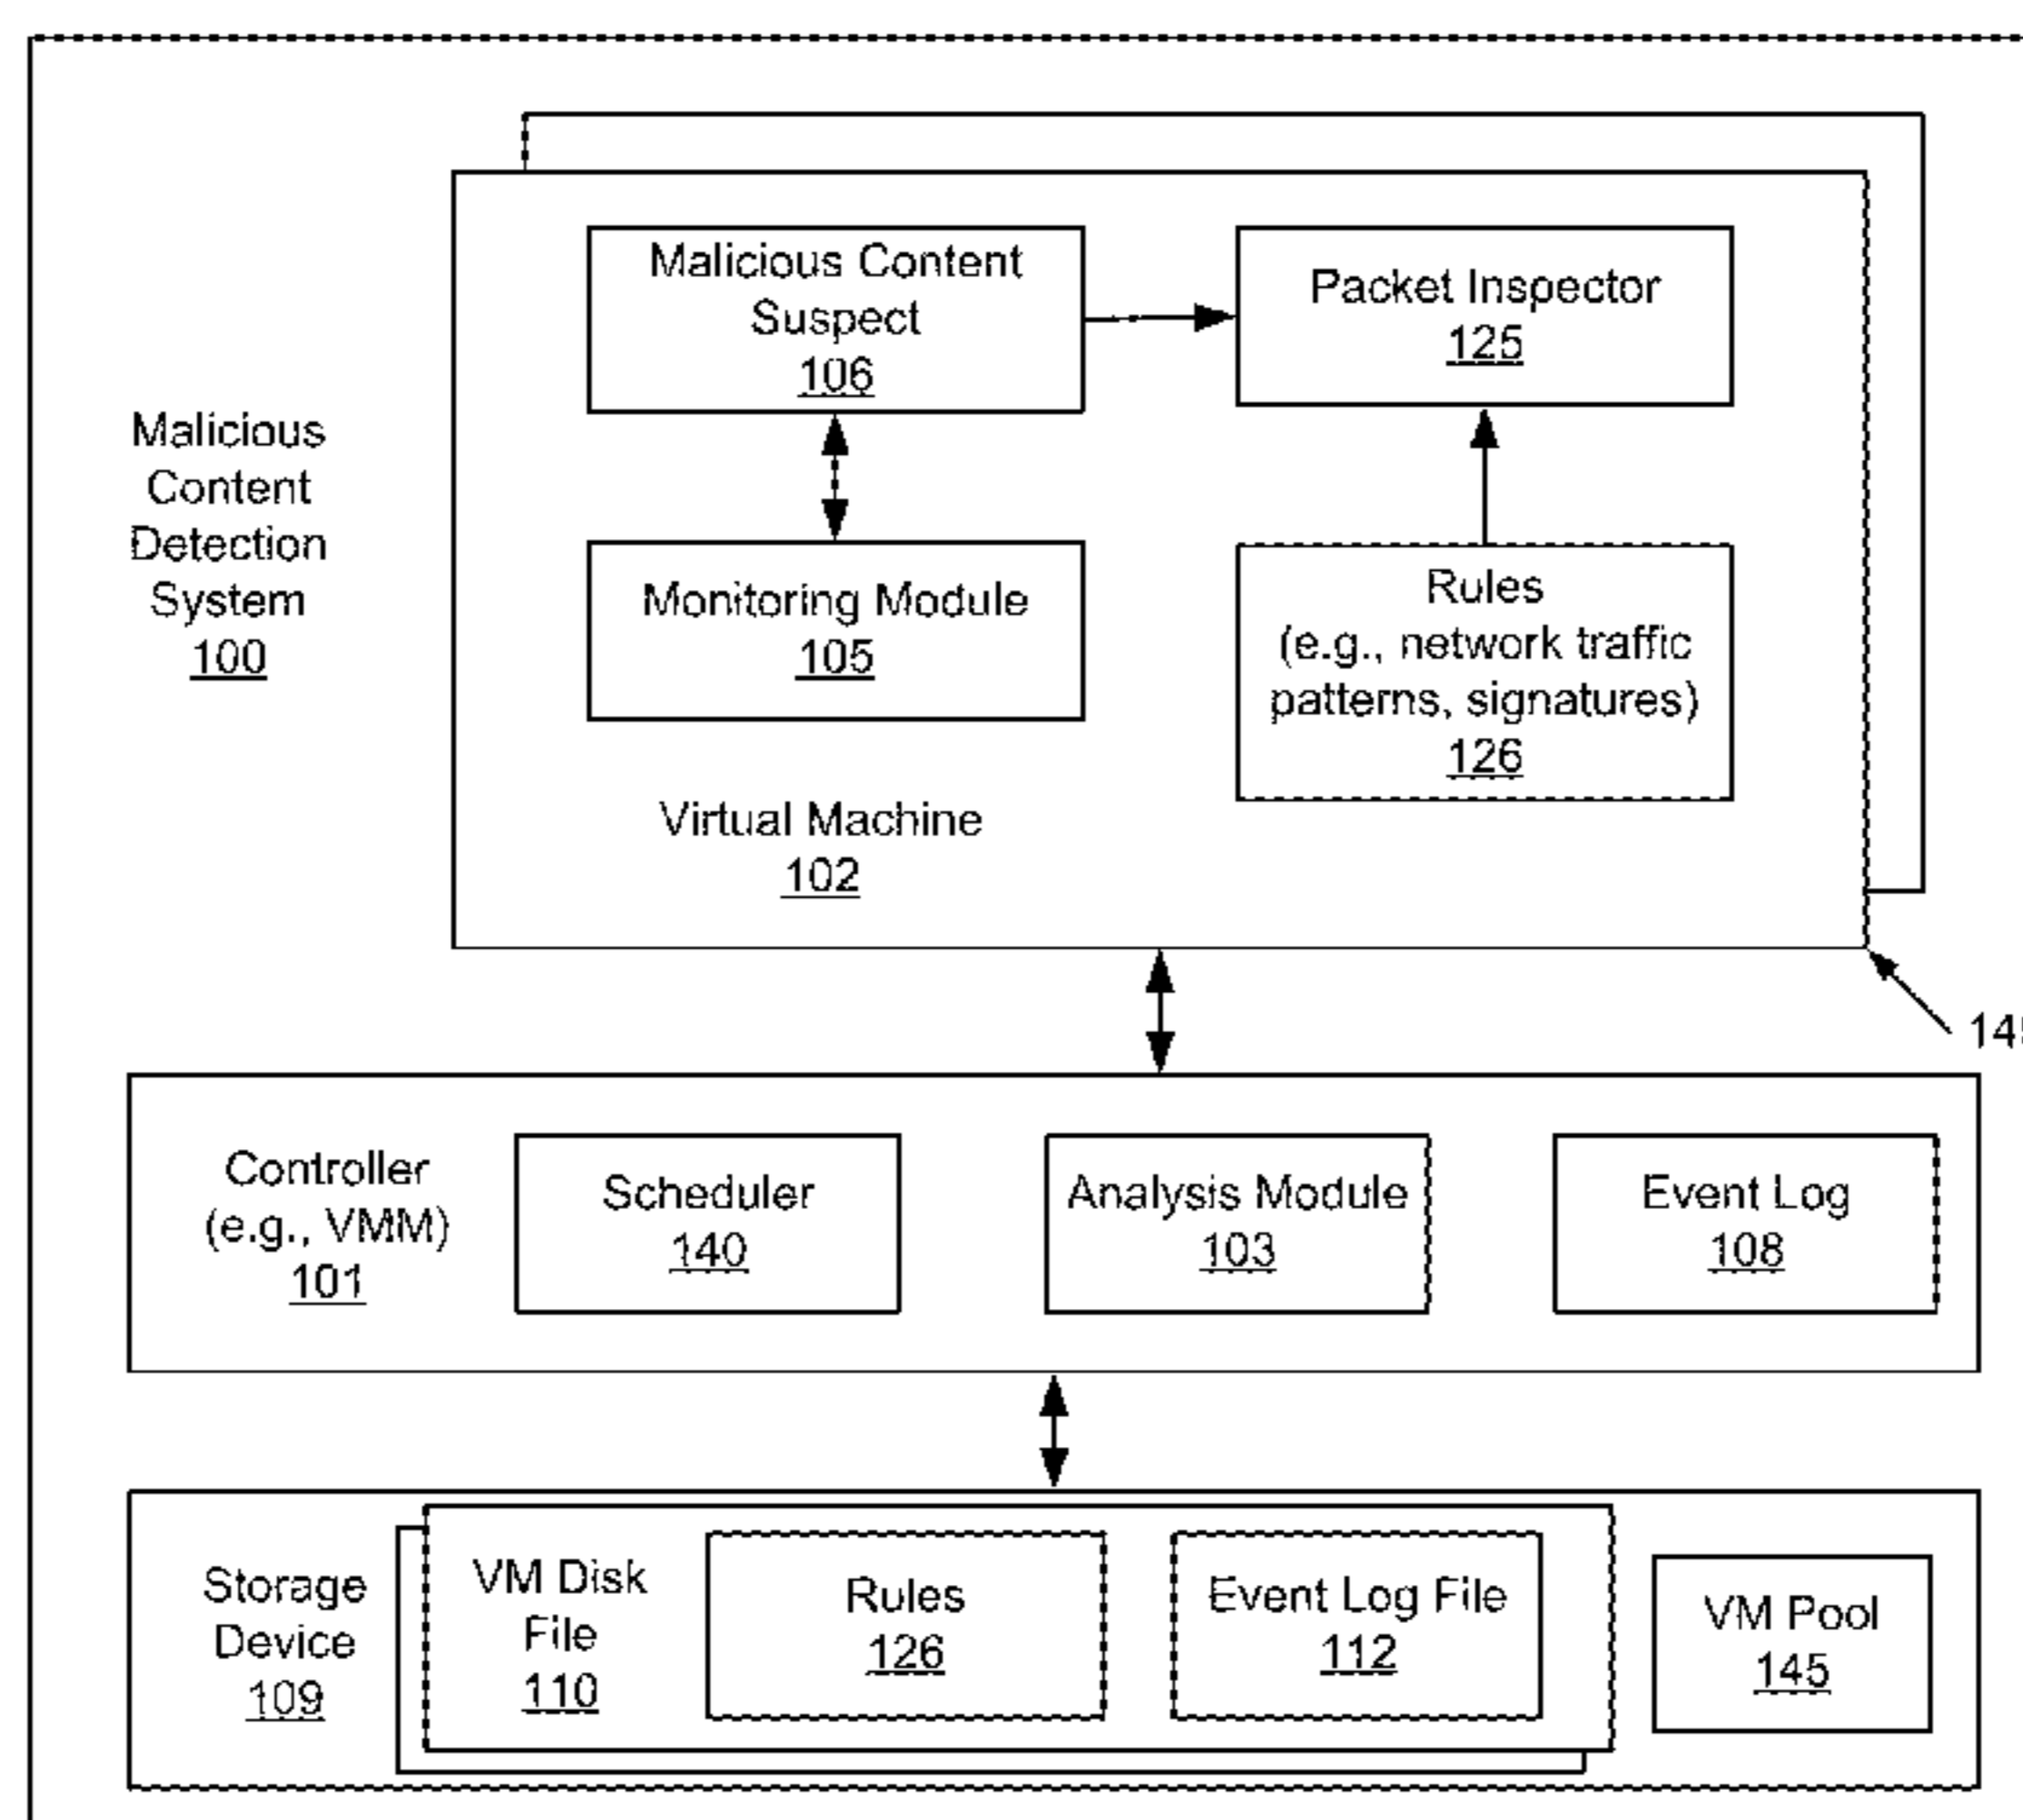 Malicious Content
Suspect
106
Packet Inspector
125
Malicious
Content
Detection
System
100
Monitoring Module
105
Rules
(e.g., network traffic
patterns, signatures)
126
Virtual Machine
102
Controller
(e.g., VMM)
101
Scheduler
140
Analysis Module
103
Event Log
108
Storage
Device
109
VM Disk
File
110
Rules
126
Event Log File
112
VM Pool
145